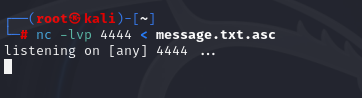 ┌──(root㉿kali)-[~]
└─# nc -lvp 4444 < message.txt.asc
listening on [any] 4444 ...